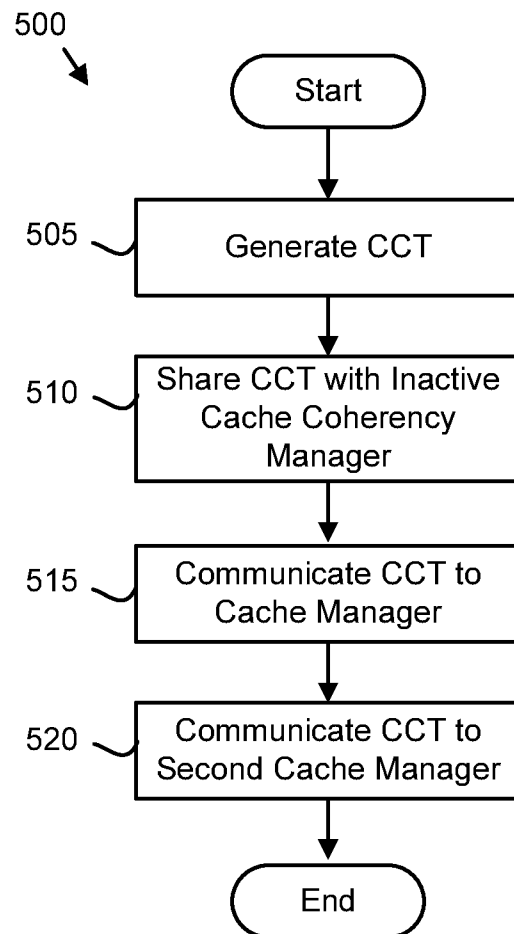 500
Start
505
Generate CCT
510
Share CCT with Inactive
Cache Coherency
Manager
515
Communicate CCT to
Cache Manager
520
Communicate CCT to
Second Cache Manager
End